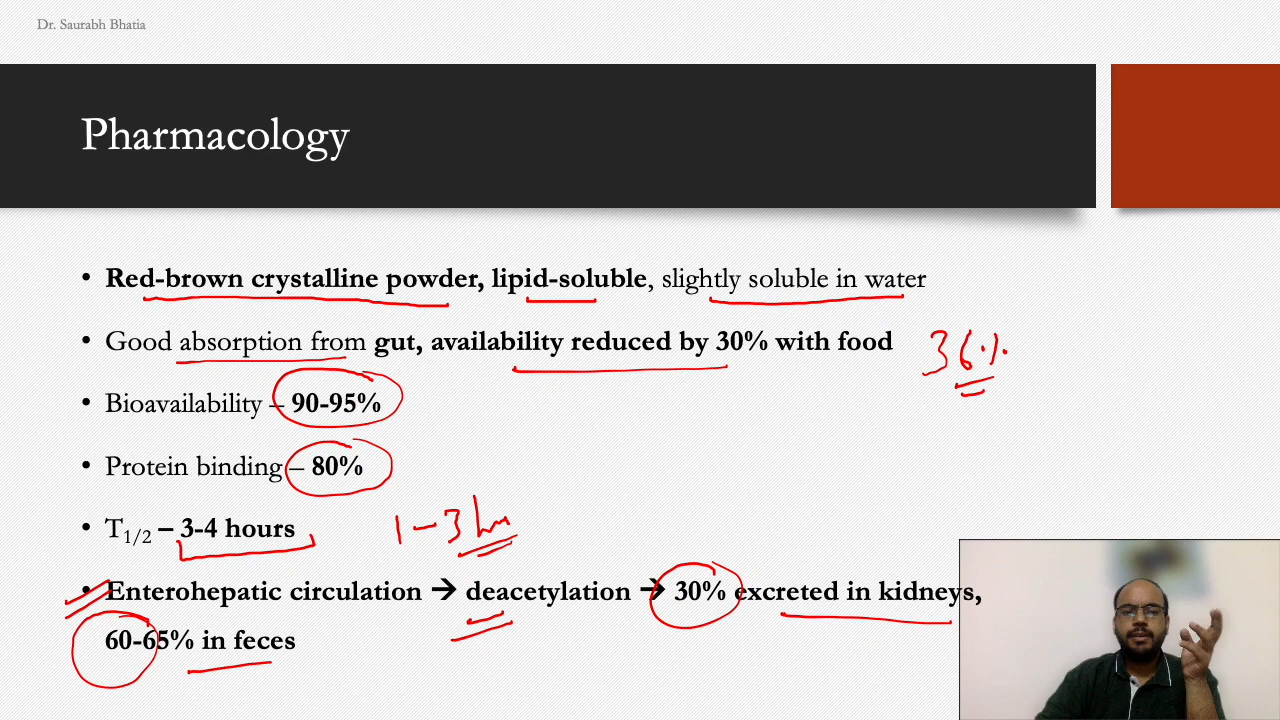 Dr. Saurabh Bhatia
Pharmacology
• Red-brown crystalline powder, lipid-soluble, slightly soluble in water
• Good absorption from gut, availability reduced by 30% with food
36%
• Bioavailability – 90-95%
• Protein binding – 80%
• T1/2 – 3-4 hours
1-3 hrs
• Enterohepatic circulation → deacetylation → 30% excreted in kidneys,
60-65% in feces